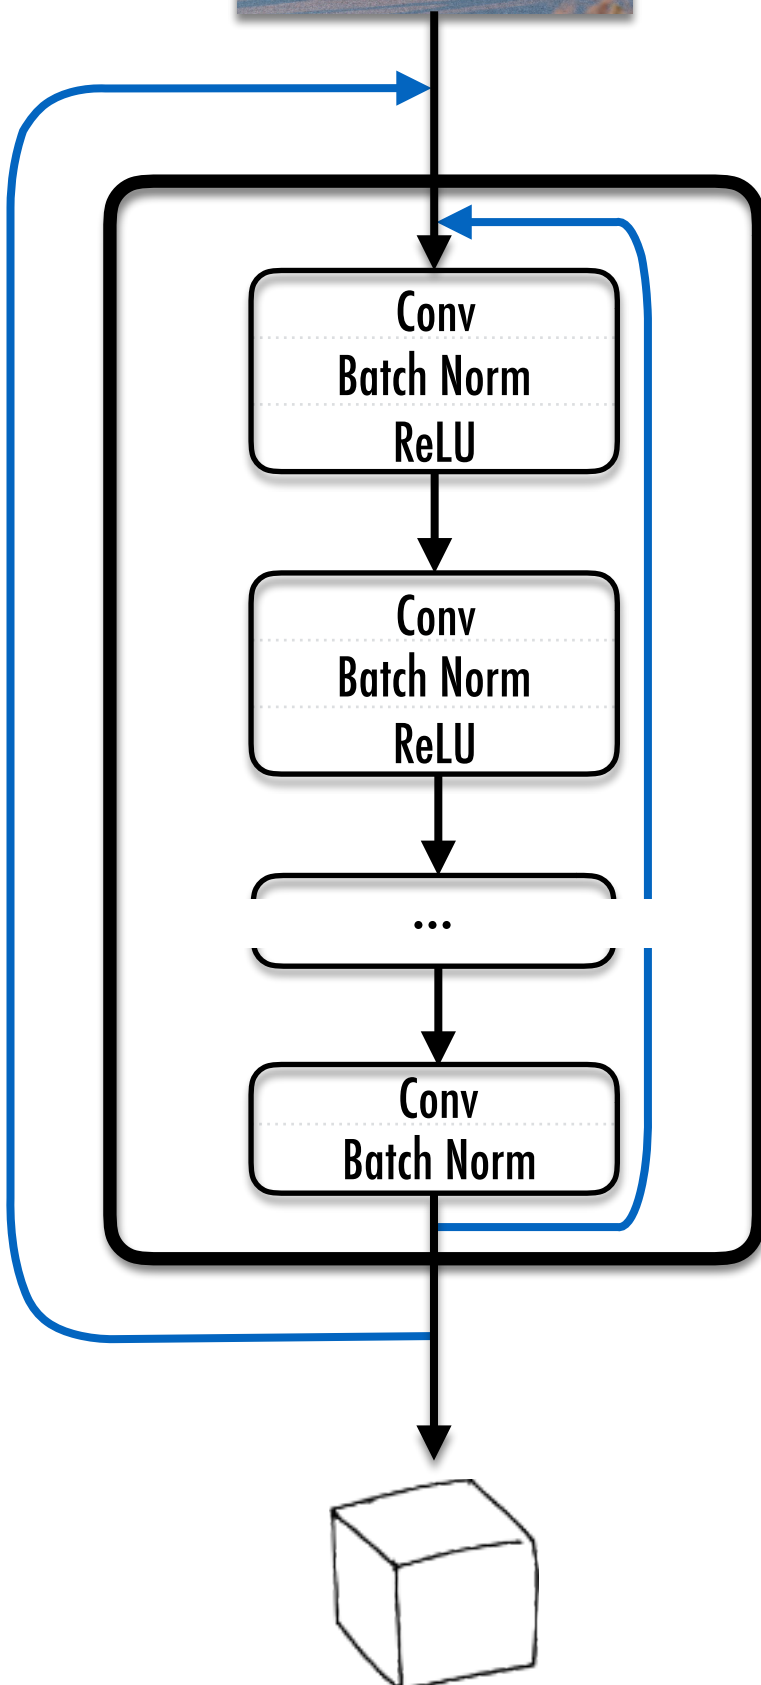 Conv
Batch Norm
ReLU
Conv
Batch Norm
ReLU
...
Conv
Batch Norm